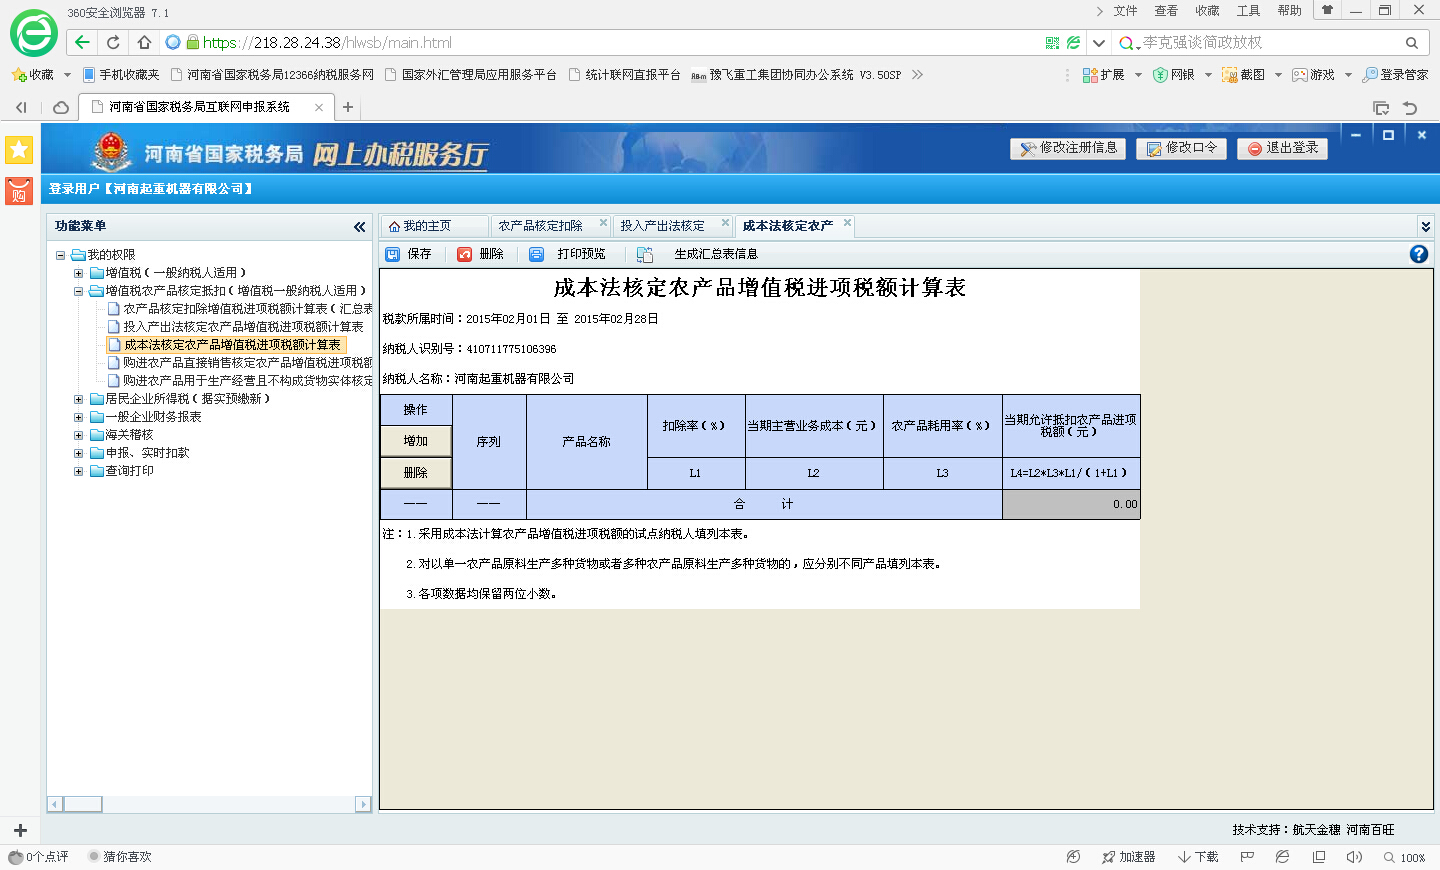 360安全浏览器 7.1
文件 查看 收藏 工具 帮助
https://218.28.24.38/hlwsb/main.html
李克强谈简政放权
收藏 手机收藏夹 河南省国家税务局12366纳税服务网 国家外汇管理局应用服务平台 统计联网直报平台 RBm 豫飞重工集团协同办公系统 V3.50SP
扩展 网银 截图 游戏 登录管家
河南省国家税务局互联网申报系统
购
河南省国家税务局 网上办税服务厅
修改注册信息 修改口令 退出登录
登录用户【河南起重机器有限公司】
功能菜单
我的权限
增值税(一般纳税人适用)
增值税农产品核定抵扣(增值税一般纳税人适用)
农产品核定扣除增值税进项税额计算表(汇总表
投入产出法核定农产品增值税进项税额计算表
成本法核定农产品增值税进项税额计算表
购进农产品直接销售核定农产品增值税进项税额
购进农产品用于生产经营且不构成货物实体核定
居民企业所得税(据实预缴新)
一般企业财务报表
海关稽核
申报、实时扣款
查询打印
我的主页 农产品核定扣除 投入产出法核定 成本法核定农产
保存 删除 打印预览 生成汇总表信息
成本法核定农产品增值税进项税额计算表
税款所属时间：2015年02月01日 至 2015年02月28日
纳税人识别号：410711775106396
纳税人名称：河南起重机器有限公司
操作
增加
删除
序列
产品名称
扣除率(%)
当期主营业务成本(元)
农产品耗用率(%)
当期允许抵扣农产品进项税额(元)
L1
L2
L3
L4=L2*L3*L1/(1+L1)
—— —— 合 计 0.00
注：1.采用成本法计算农产品增值税进项税额的试点纳税人填列本表。
2.对以单一农产品原料生产多种货物或者多种农产品原料生产多种货物的，应分别不同产品填列本表。
3.各项数据均保留两位小数。
技术支持：航天金穗 河南百旺
0个点评 猜你喜欢
加速器 下载 100%